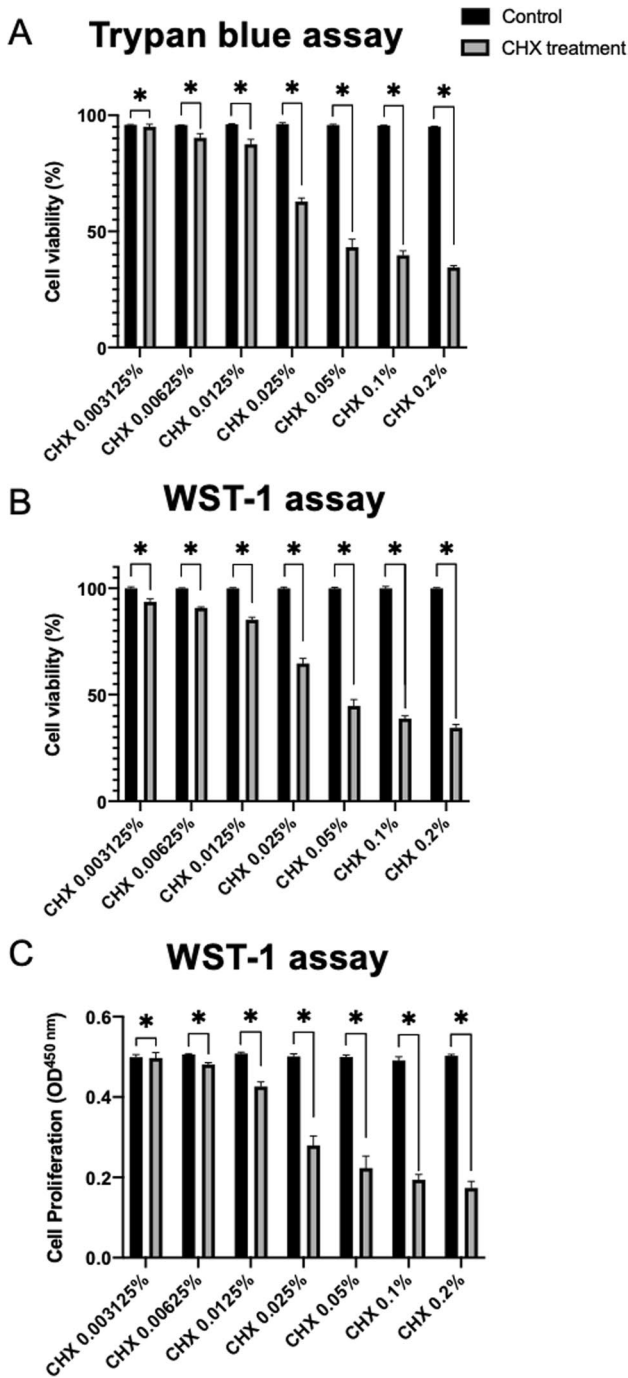 A
Trypan blue assay
Control
CHX treatment
* * * * * * *
100
50
0
Cell viability (%)
CHX 0.003125%
CHX 0.00625%
CHX 0.0125%
CHX 0.025%
CHX 0.05%
CHX 0.1%
CHX 0.2%
B
WST-1 assay
* * * * * * *
100
50
0
Cell viability (%)
CHX 0.003125%
CHX 0.00625%
CHX 0.0125%
CHX 0.025%
CHX 0.05%
CHX 0.1%
CHX 0.2%
C
WST-1 assay
* * * * * * *
0.6
0.4
0.2
0.0
Cell Proliferation (OD450 nm)
CHX 0.003125%
CHX 0.00625%
CHX 0.0125%
CHX 0.025%
CHX 0.05%
CHX 0.1%
CHX 0.2%